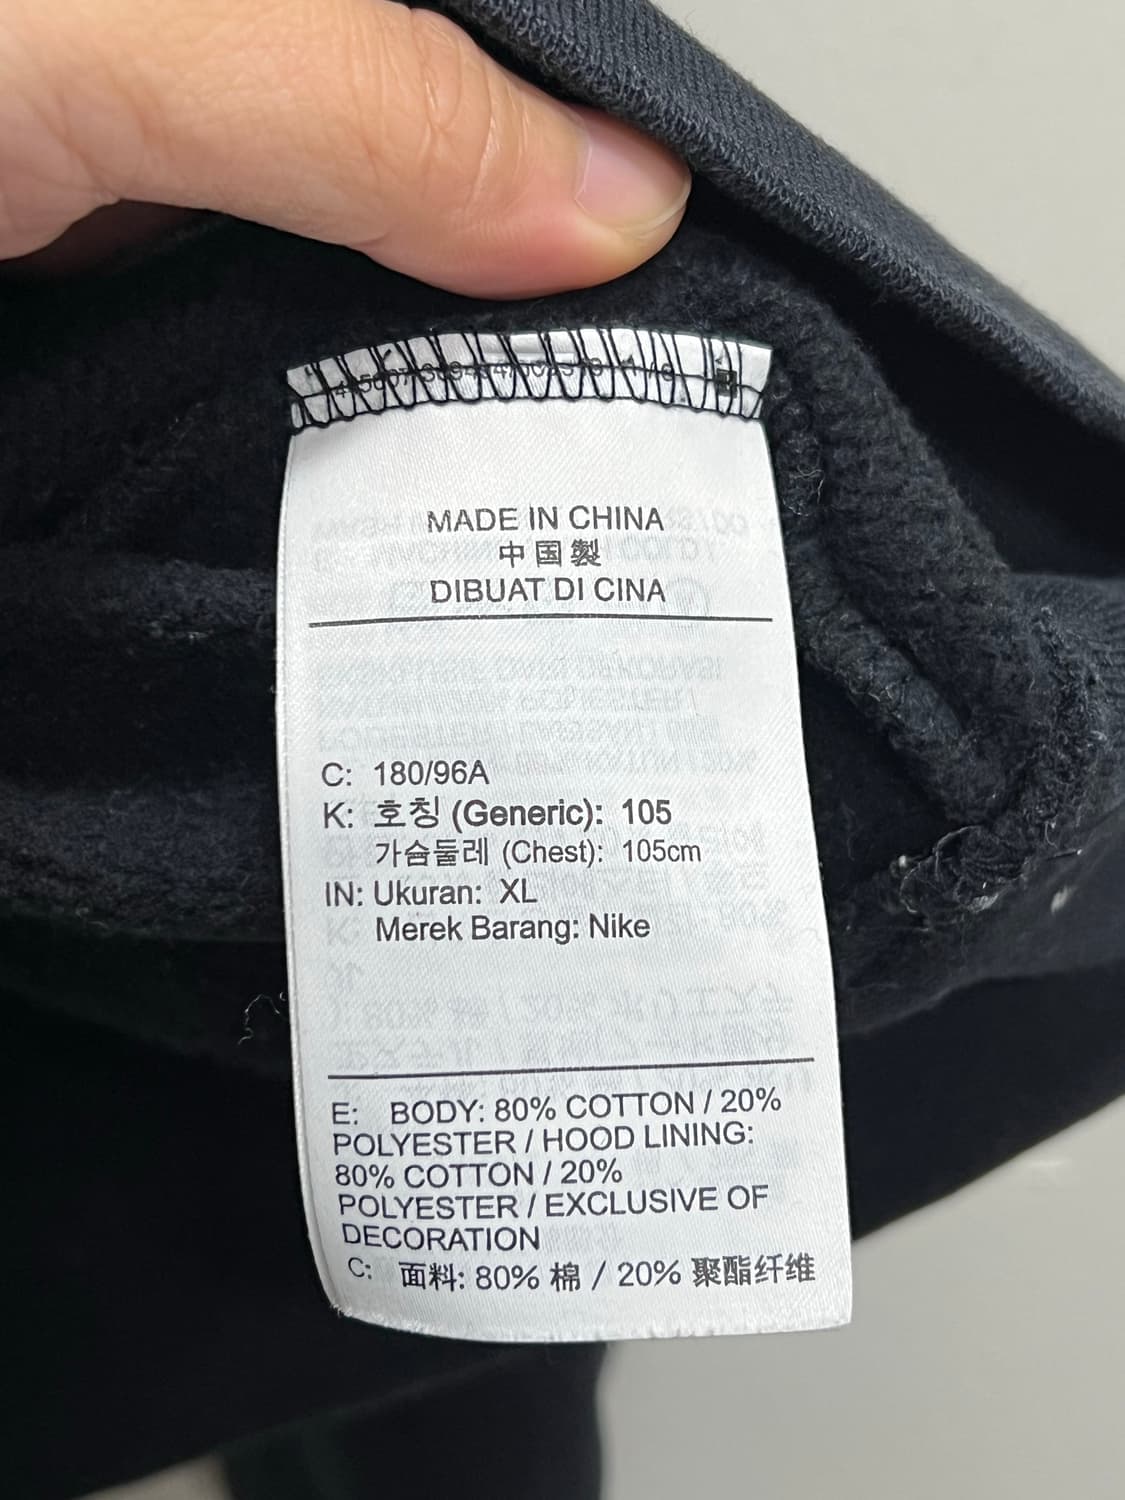 MADE IN CHINA
中国製
DIBUAT DI CINA
C: 180/96A
K: 호칭 (Generic): 105
가슴둘레 (Chest): 105cm
IN: Ukuran: XL
Merek Barang: Nike
E: BODY: 80% COTTON / 20%
POLYESTER / HOOD LINING:
80% COTTON / 20%
POLYESTER / EXCLUSIVE OF
DECORATION
C: 面料: 80% 棉 / 20% 聚酯纤维